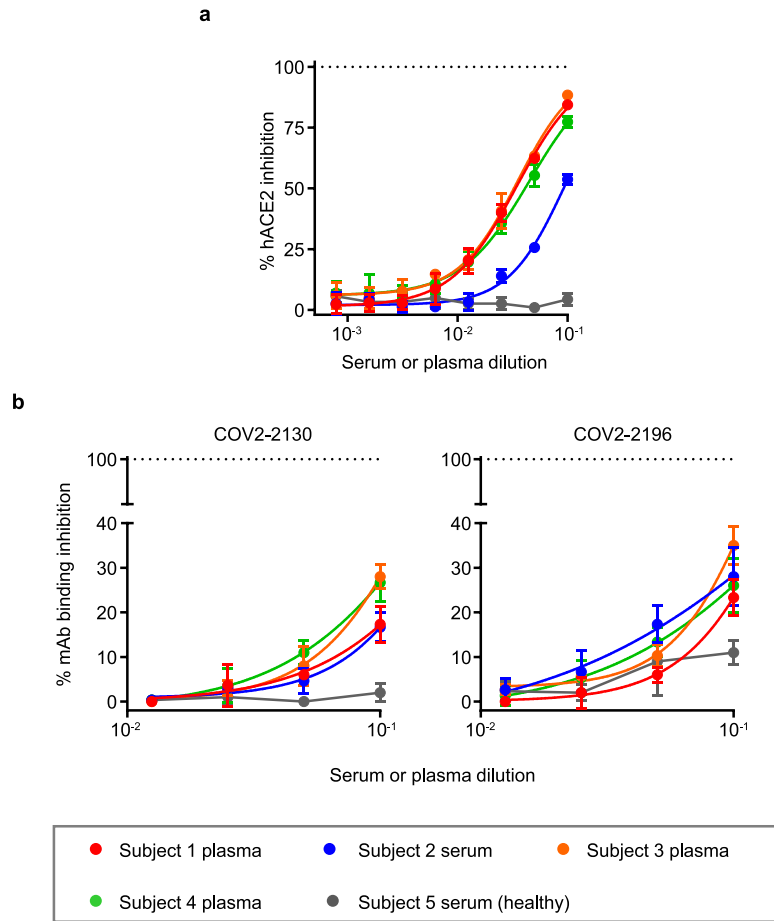 a
100
75
50
25
0
% hACE2 inhibition
10-3
10-2
10-1
Serum or plasma dilution
b
COV2-2130
COV2-2196
100
40
30
20
10
0
% mAb binding inhibition
10-2
10-1
100
40
30
20
10
0
10-2
10-1
Serum or plasma dilution
Subject 1 plasma
Subject 2 serum
Subject 3 plasma
Subject 4 plasma
Subject 5 serum (healthy)